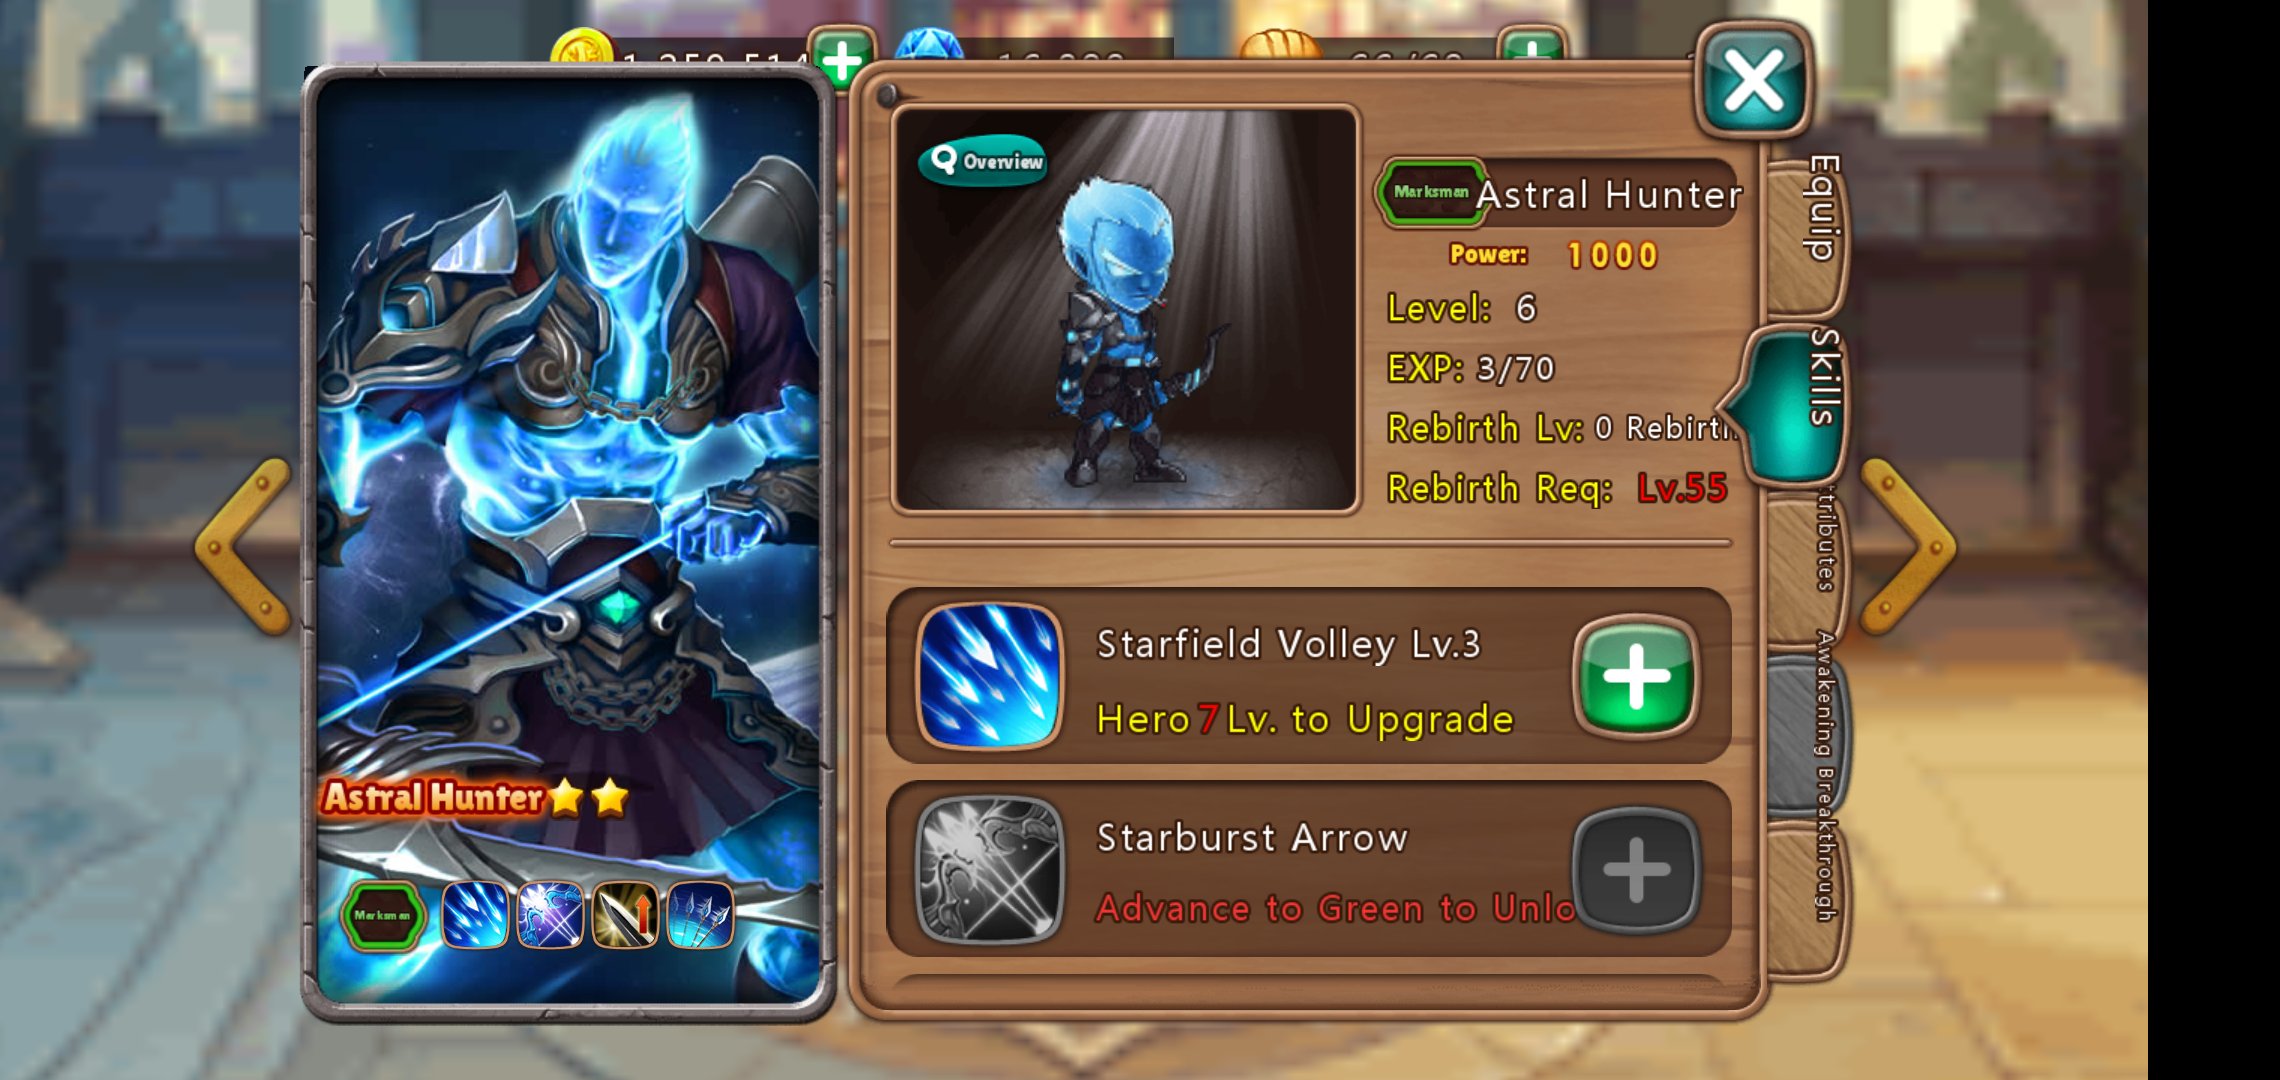 Overview
Marksman
Astral Hunter
Power: 1000
Level: 6
EXP: 3/70
Rebirth Lv: 0 Rebirth
Rebirth Req: Lv.55
Starfield Volley Lv.3
Hero 7 Lv. to Upgrade
Starburst Arrow
Advance to Green to Unlo
Astral Hunter
Marksman
Equip
Skills
ttributes
Awakening
Breakthrough